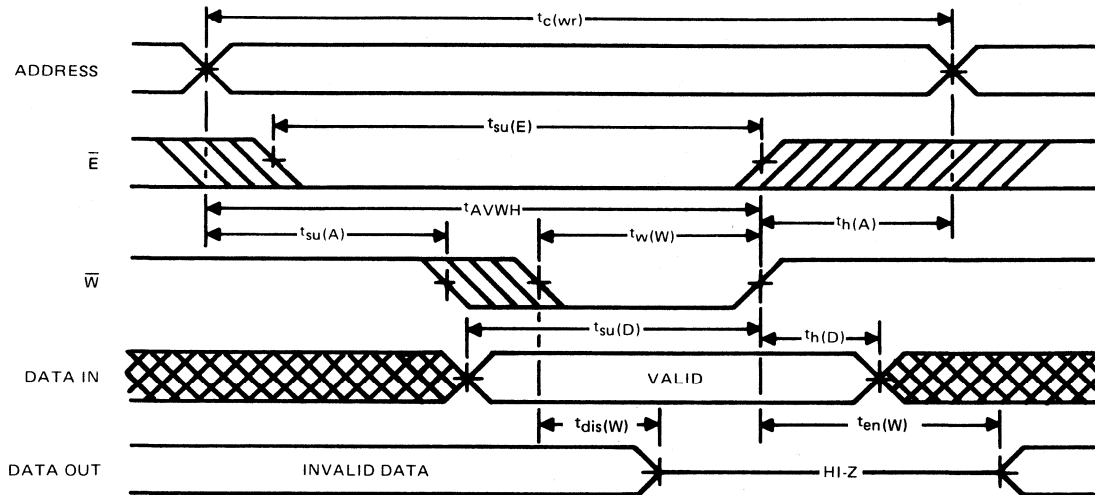 tc(wr)
ADDRESS
tsu(E)
E̅
tAVWH
th(A)
tsu(A)
tw(W)
W̅
tsu(D)
th(D)
DATA IN
VALID
tdis(W)
ten(W)
DATA OUT
INVALID DATA
HI-Z